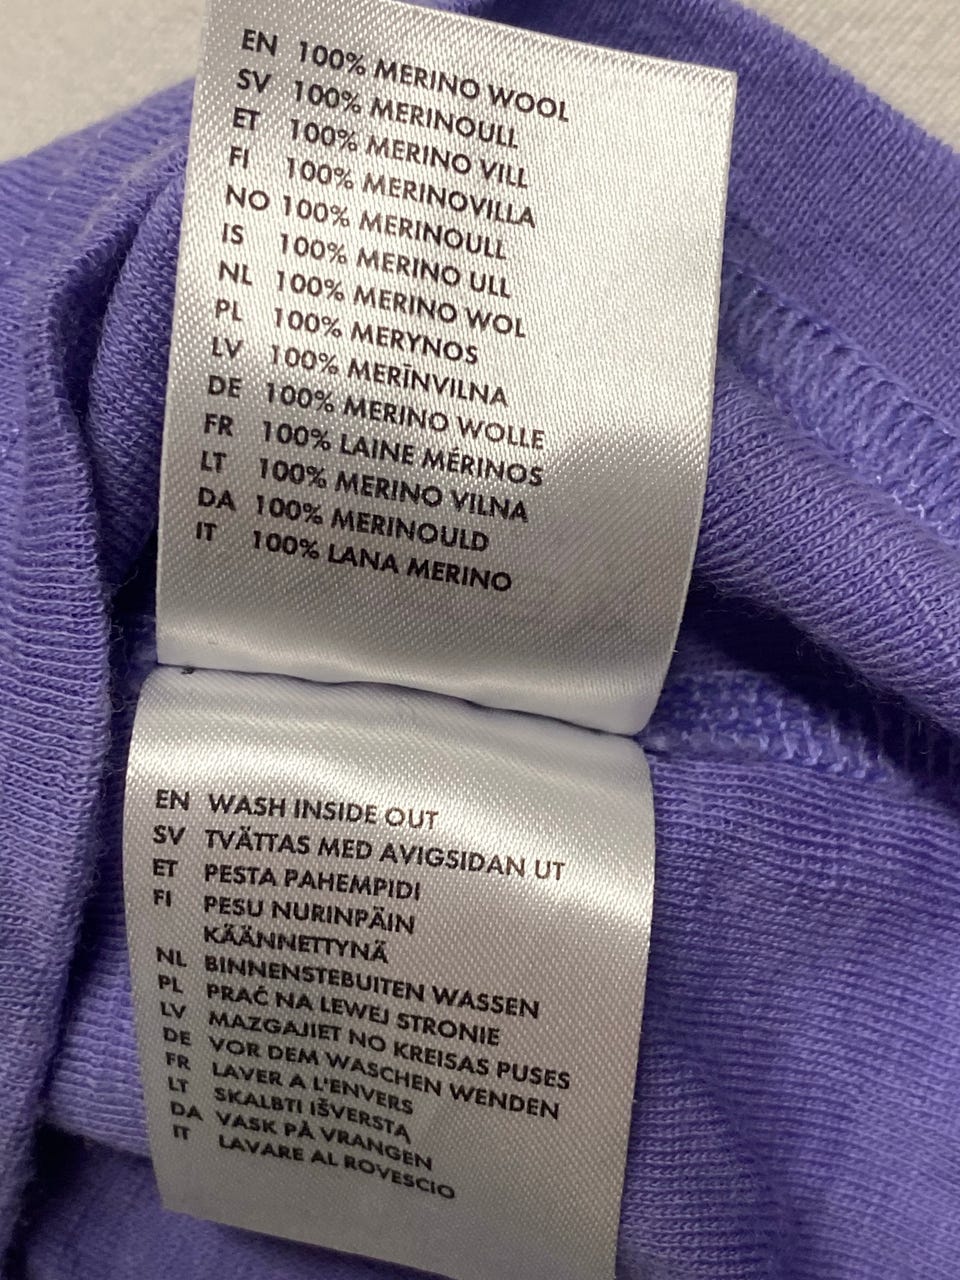 EN 100% MERINO WOOL
SV 100% MERINOULL
ET 100% MERINO VILL
FI 100% MERINOVILLA
NO 100% MERINOULL
IS 100% MERINO ULL
NL 100% MERINO WOL
PL 100% MERYNOS
LV 100% MERĪNVILNA
DE 100% MERINO WOLLE
FR 100% LAINE MÉRINOS
LT 100% MERINO VILNA
DA 100% MERINOULD
IT 100% LANA MERINO
EN WASH INSIDE OUT
SV TVÄTTAS MED AVIGSIDAN UT
ET PESTA PAHEMPIDI
FI PESU NURINPÄIN
KÄÄNNETTYNÄ
NL BINNENSTEBUITEN WASSEN
PL PRAĆ NA LEWEJ STRONIE
LV MAZGAJIET NO KREISAS PUSES
DE VOR DEM WASCHEN WENDEN
FR LAVER A L'ENVERS
LT SKALBTI IŠVERSTĄ
DA VASK PÅ VRANGEN
IT LAVARE AL ROVESCIO